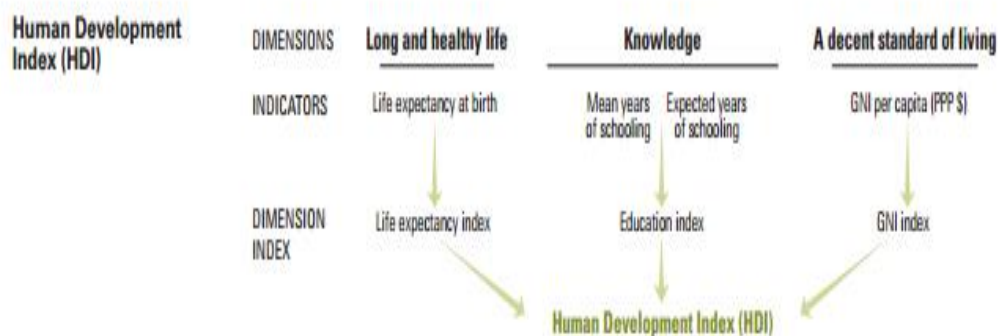 Human Development
Index (HDI)
DIMENSIONS
Long and healthy life
Knowledge
A decent standard of living
INDICATORS
Life expectancy at birth
Mean years
of schooling
Expected years
of schooling
GNI per capita (PPP $)
DIMENSION
INDEX
Life expectancy index
Education index
GNI index
Human Development Index (HDI)